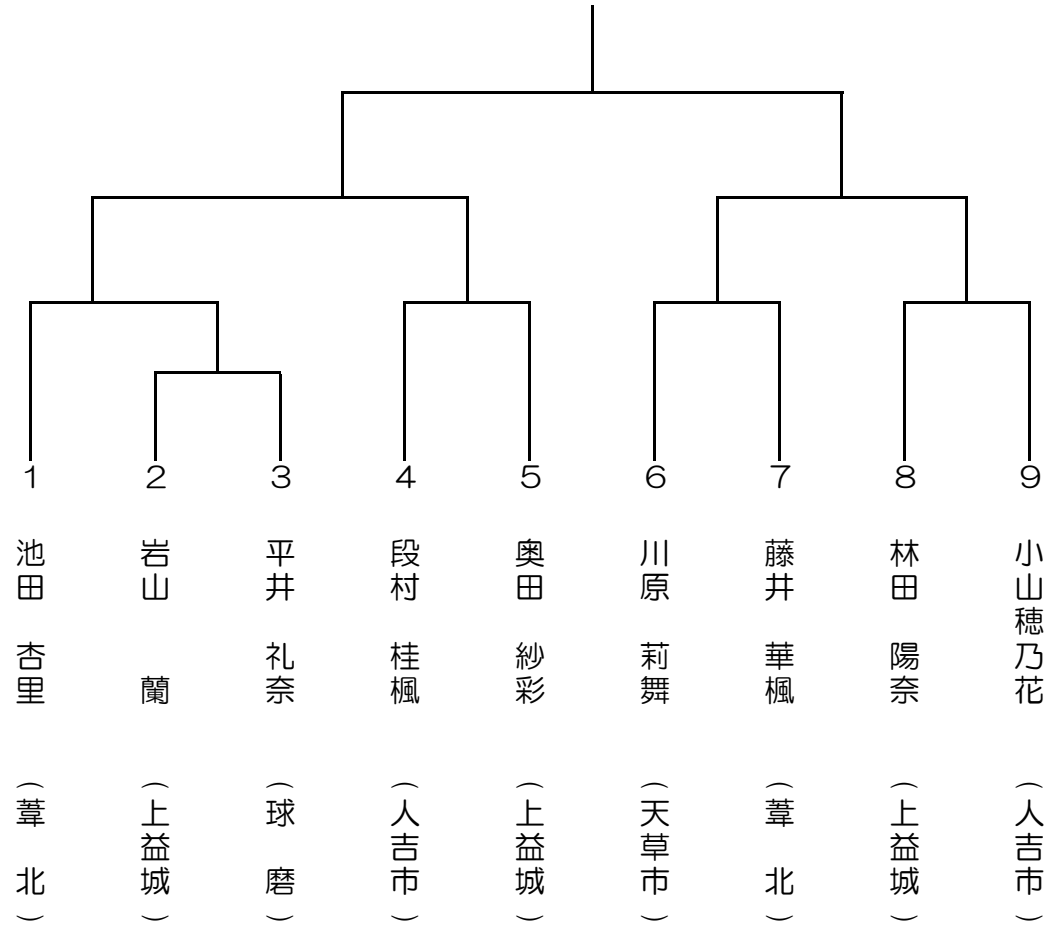 1
池田 杏里
（葦北）
2
岩山 蘭
（上益城）
3
平井 礼奈
（球磨）
4
段村 桂楓
（人吉市）
5
奥田 紗彩
（上益城）
6
川原 莉舞
（天草市）
7
藤井 華楓
（葦北）
8
林田 陽奈
（上益城）
9
小山穂乃花
（人吉市）